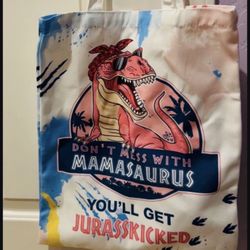 DON'T MESS WITH
MAMASAURUS
YOU'LL GET
JURASSKICKED